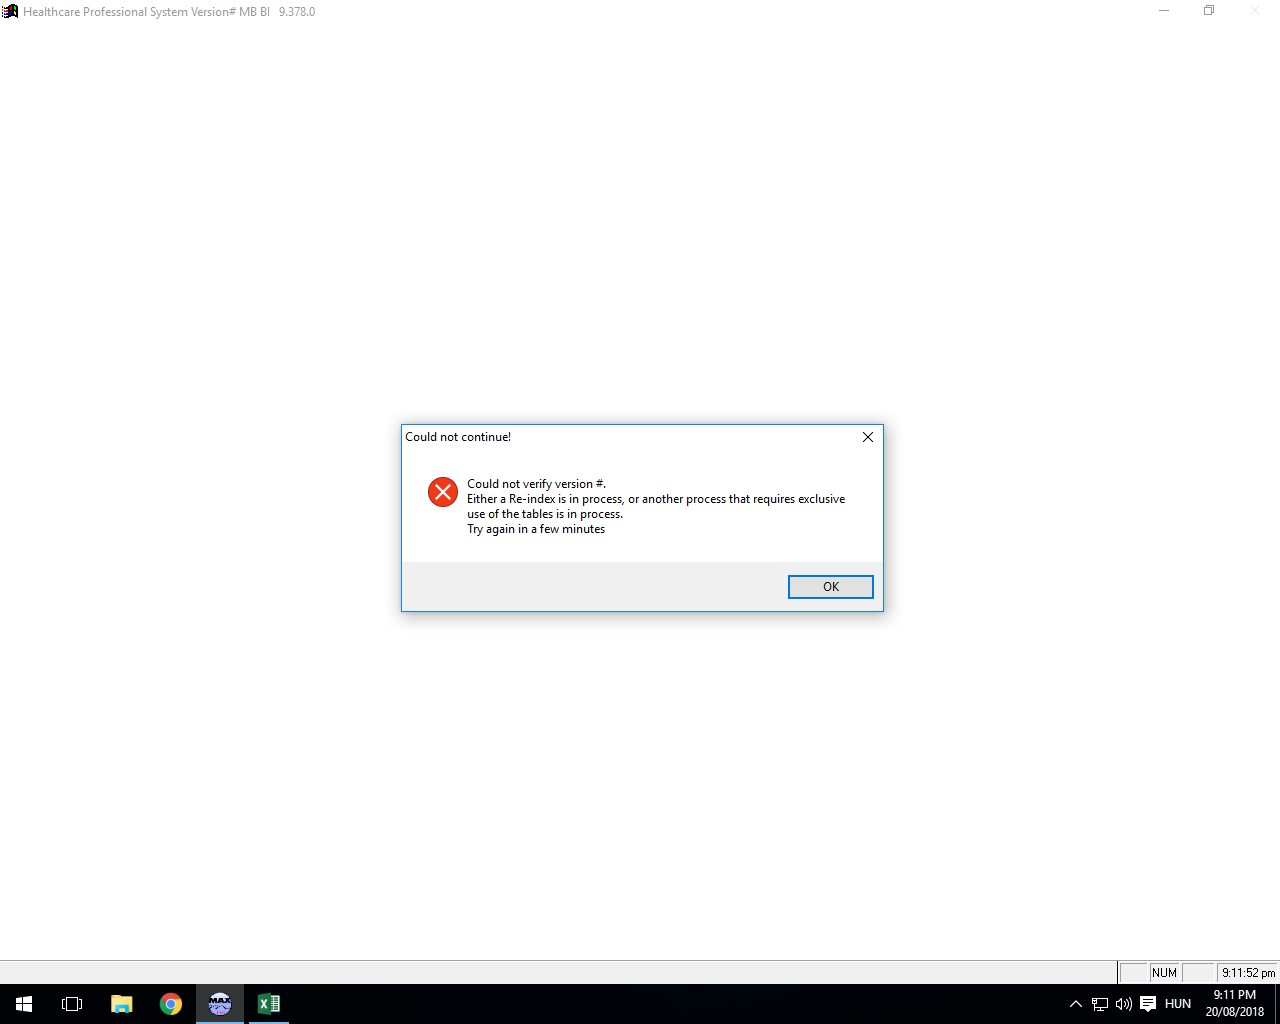 Healthcare Professional System Version# MB BI   9.378.0
Could not continue!
Could not verify version #.
Either a Re-index is in process, or another process that requires exclusive
use of the tables is in process.
Try again in a few minutes
OK
NUM
9:11:52 pm
MAX
HUN
9:11 PM
20/08/2018